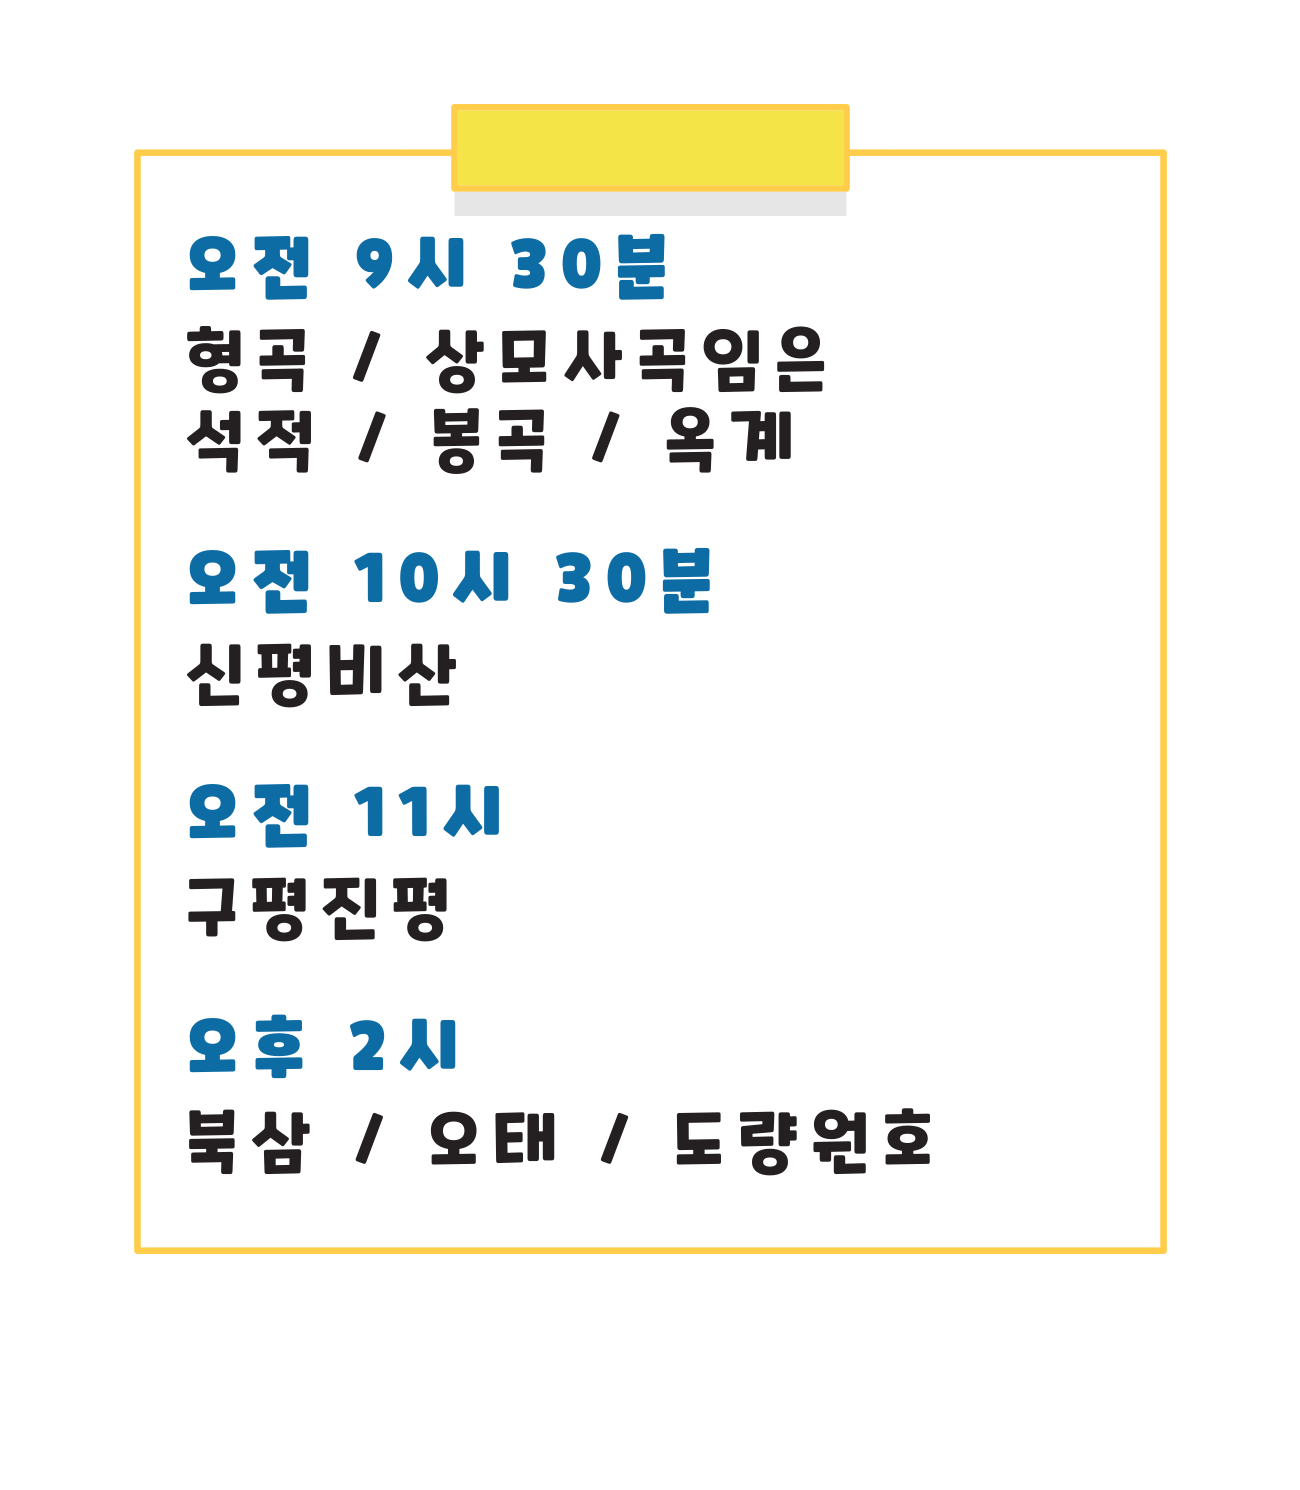 오전 9시 30분
형곡 / 상모사곡임은
석적 / 봉곡 / 옥계
오전 10시 30분
신평비산
오전 11시
구평진평
오후 2시
북삼 / 오태 / 도량원호